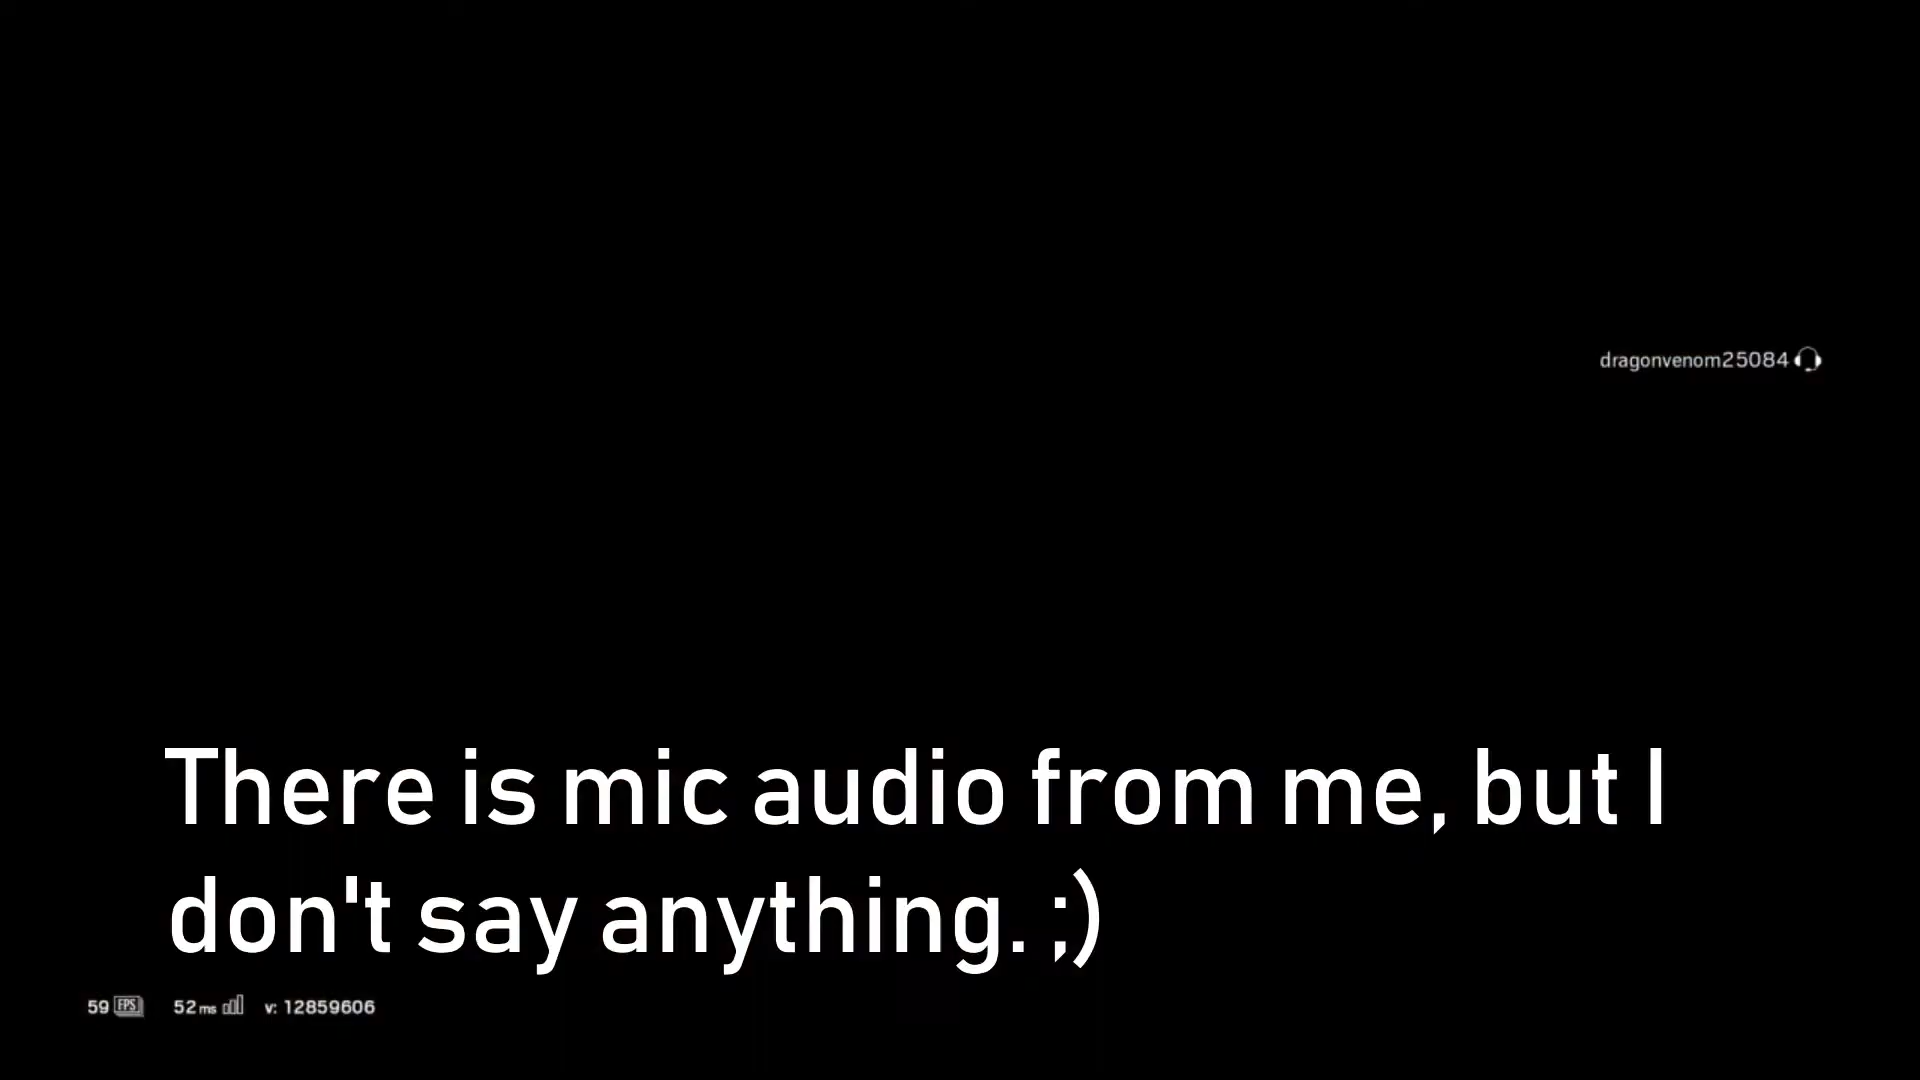 dragonvenom25084
There is mic audio from me, but I
don't say anything. ;)
59 FPS 52 ms v: 12859606